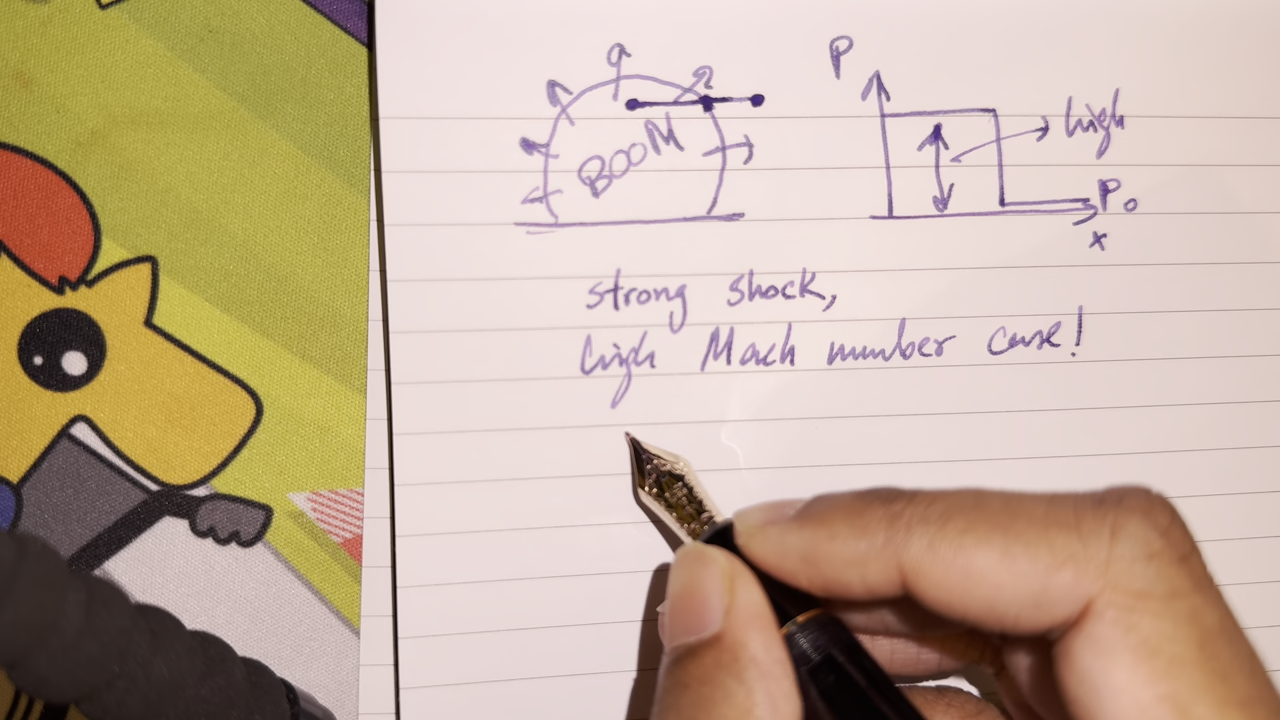 BOOM
P
high
P₀
x
strong shock,
high Mach number case!